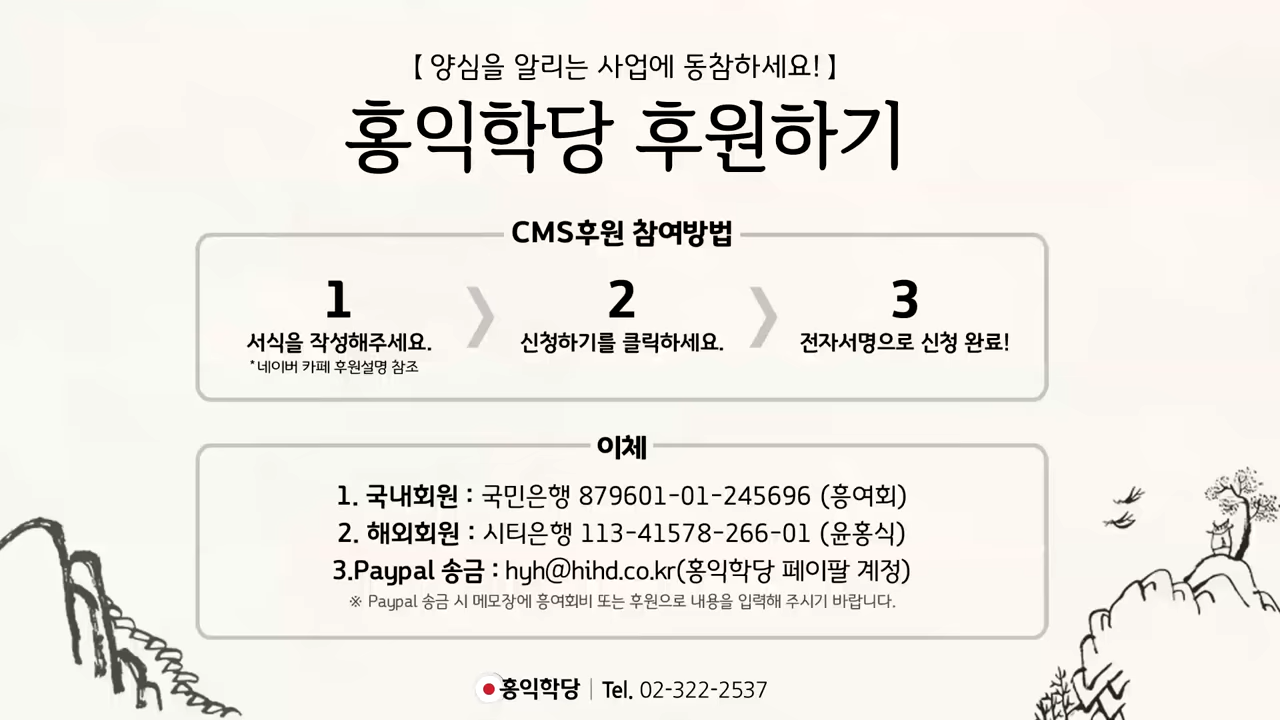 【 양심을 알리는 사업에 동참하세요! 】
홍익학당 후원하기
CMS후원 참여방법
1
2
3
서식을 작성해주세요.
신청하기를 클릭하세요.
전자서명으로 신청 완료!
*네이버 카페 후원설명 참조
이체
1. 국내회원 : 국민은행 879601-01-245696 (흥여회)
2. 해외회원 : 시티은행 113-41578-266-01 (윤홍식)
3.Paypal 송금 : hyh@hihd.co.kr(홍익학당 페이팔 계정)
※ Paypal 송금 시 메모장에 흥여회비 또는 후원으로 내용을 입력해 주시기 바랍니다.
홍익학당 | Tel. 02-322-2537